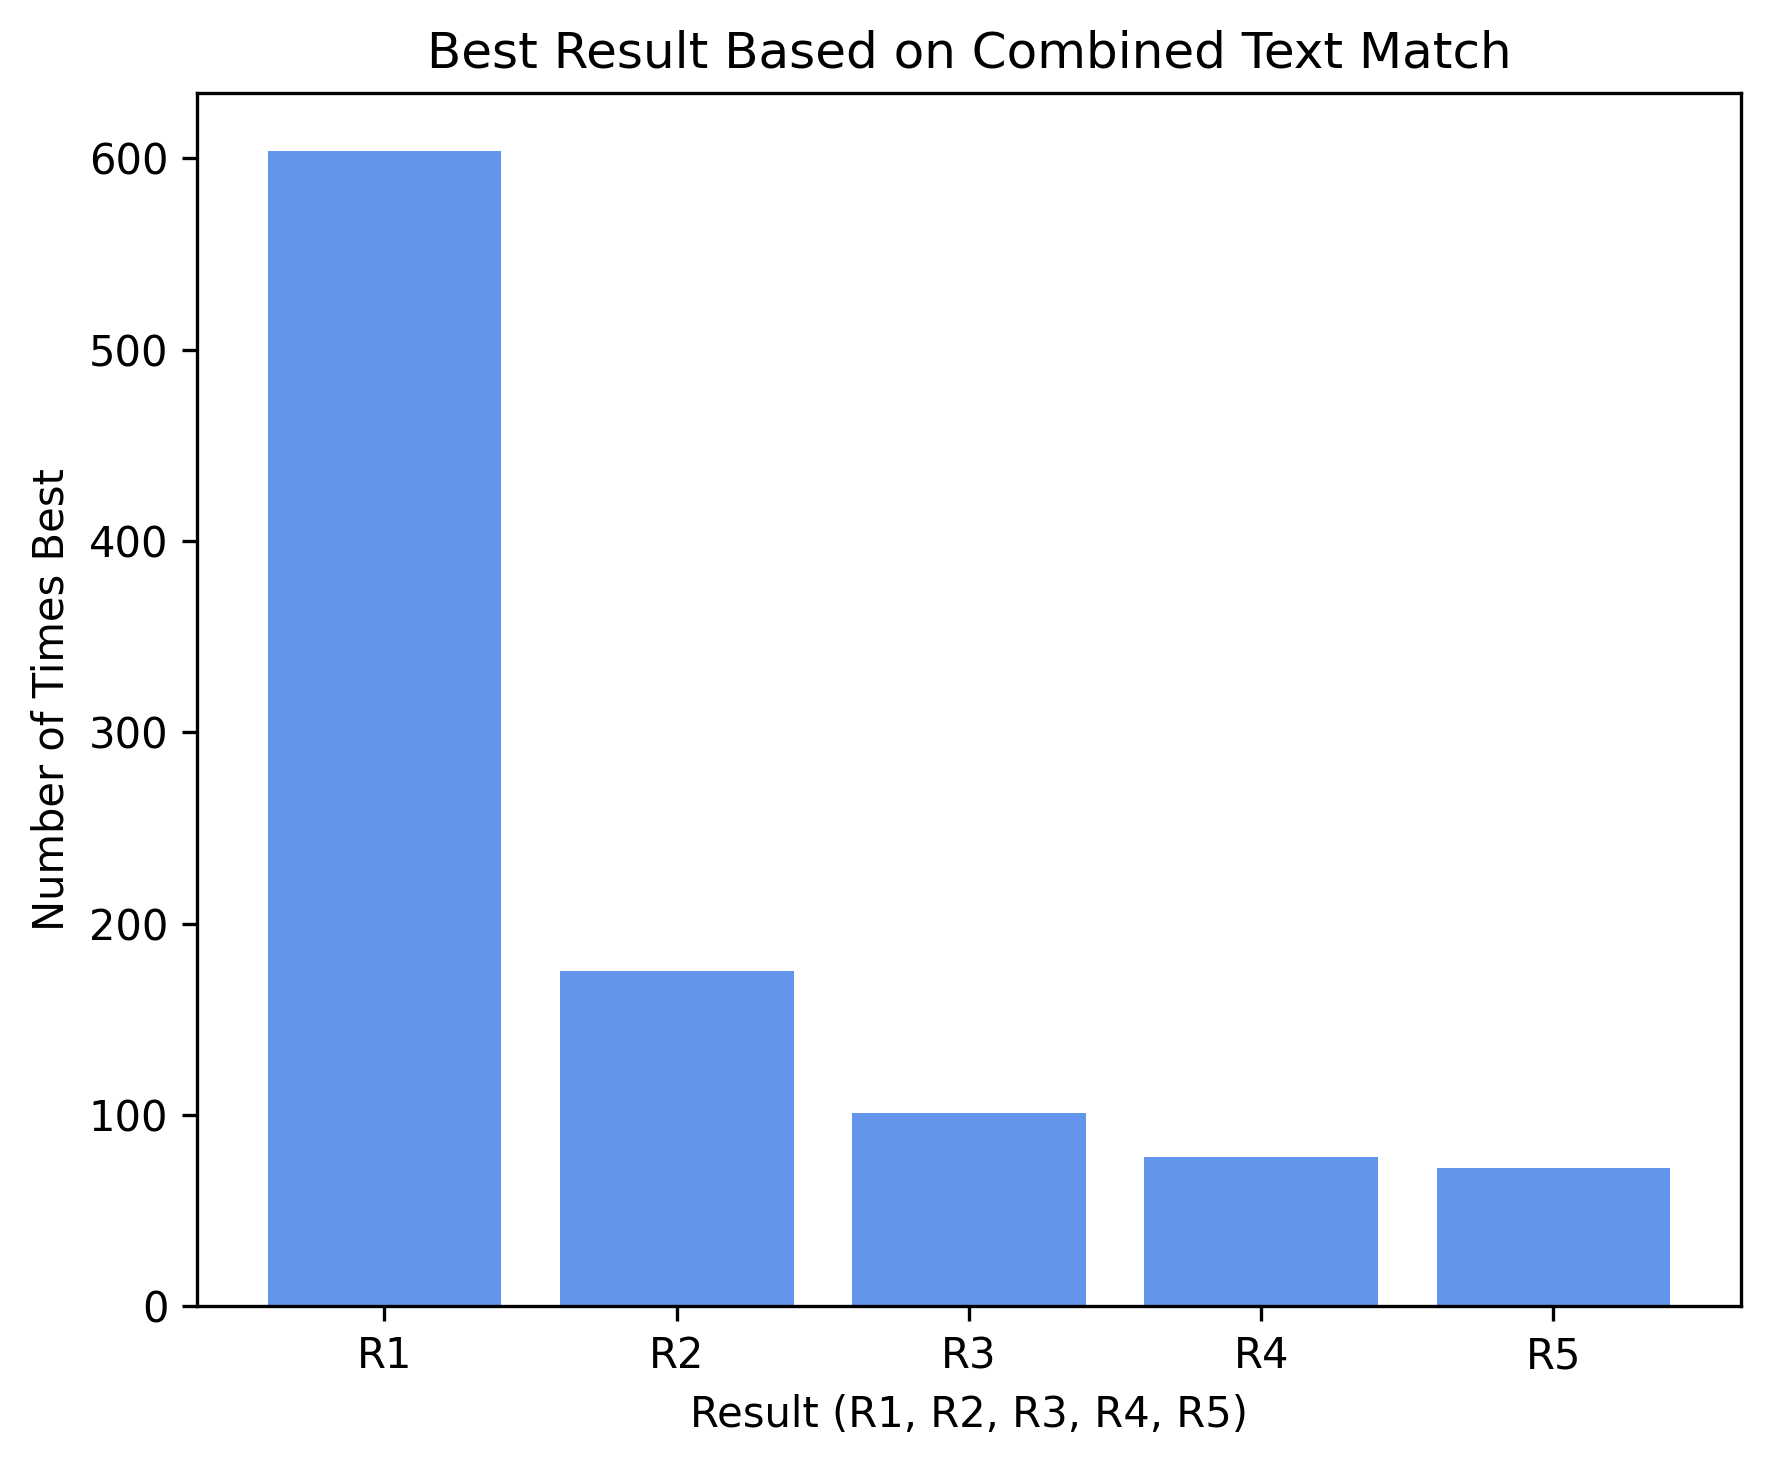 Best Result Based on Combined Text Match
Number of Times Best
600
500
400
300
200
100
0
R1
R2
R3
R4
R5
Result (R1, R2, R3, R4, R5)